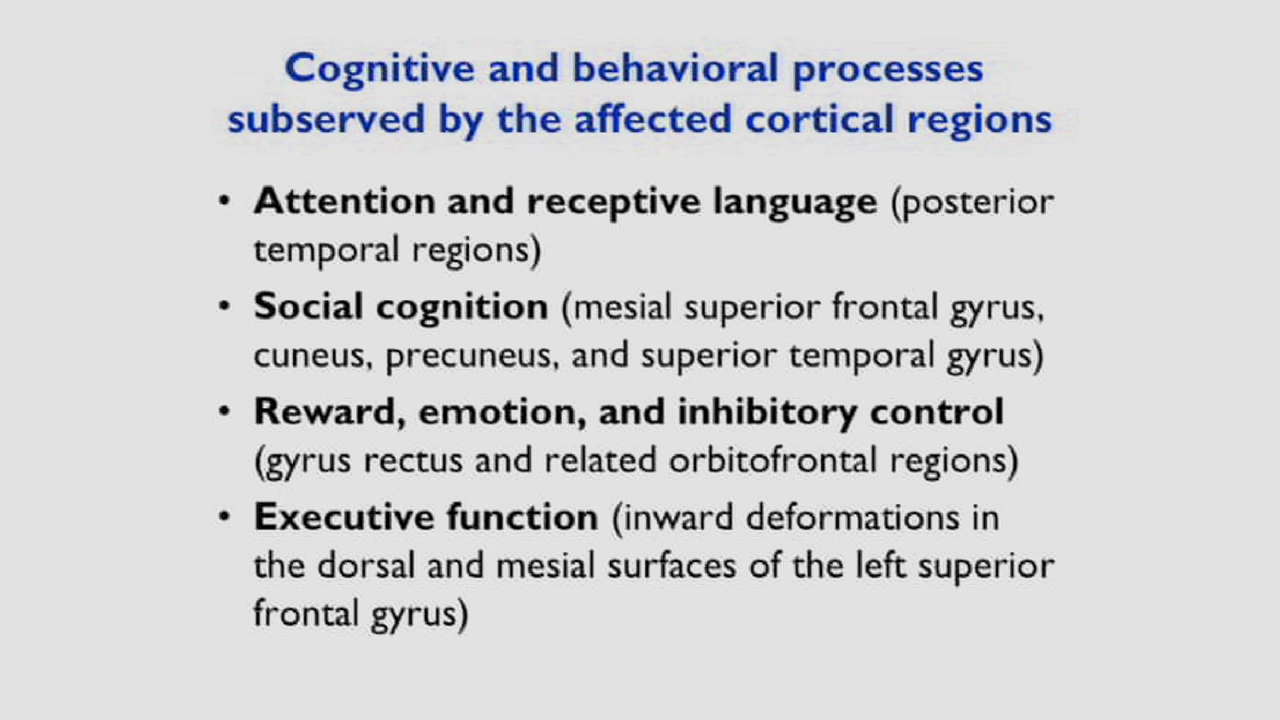 Cognitive and behavioral processes
subserved by the affected cortical regions
• Attention and receptive language (posterior
temporal regions)
• Social cognition (mesial superior frontal gyrus,
cuneus, precuneus, and superior temporal gyrus)
• Reward, emotion, and inhibitory control
(gyrus rectus and related orbitofrontal regions)
• Executive function (inward deformations in
the dorsal and mesial surfaces of the left superior
frontal gyrus)